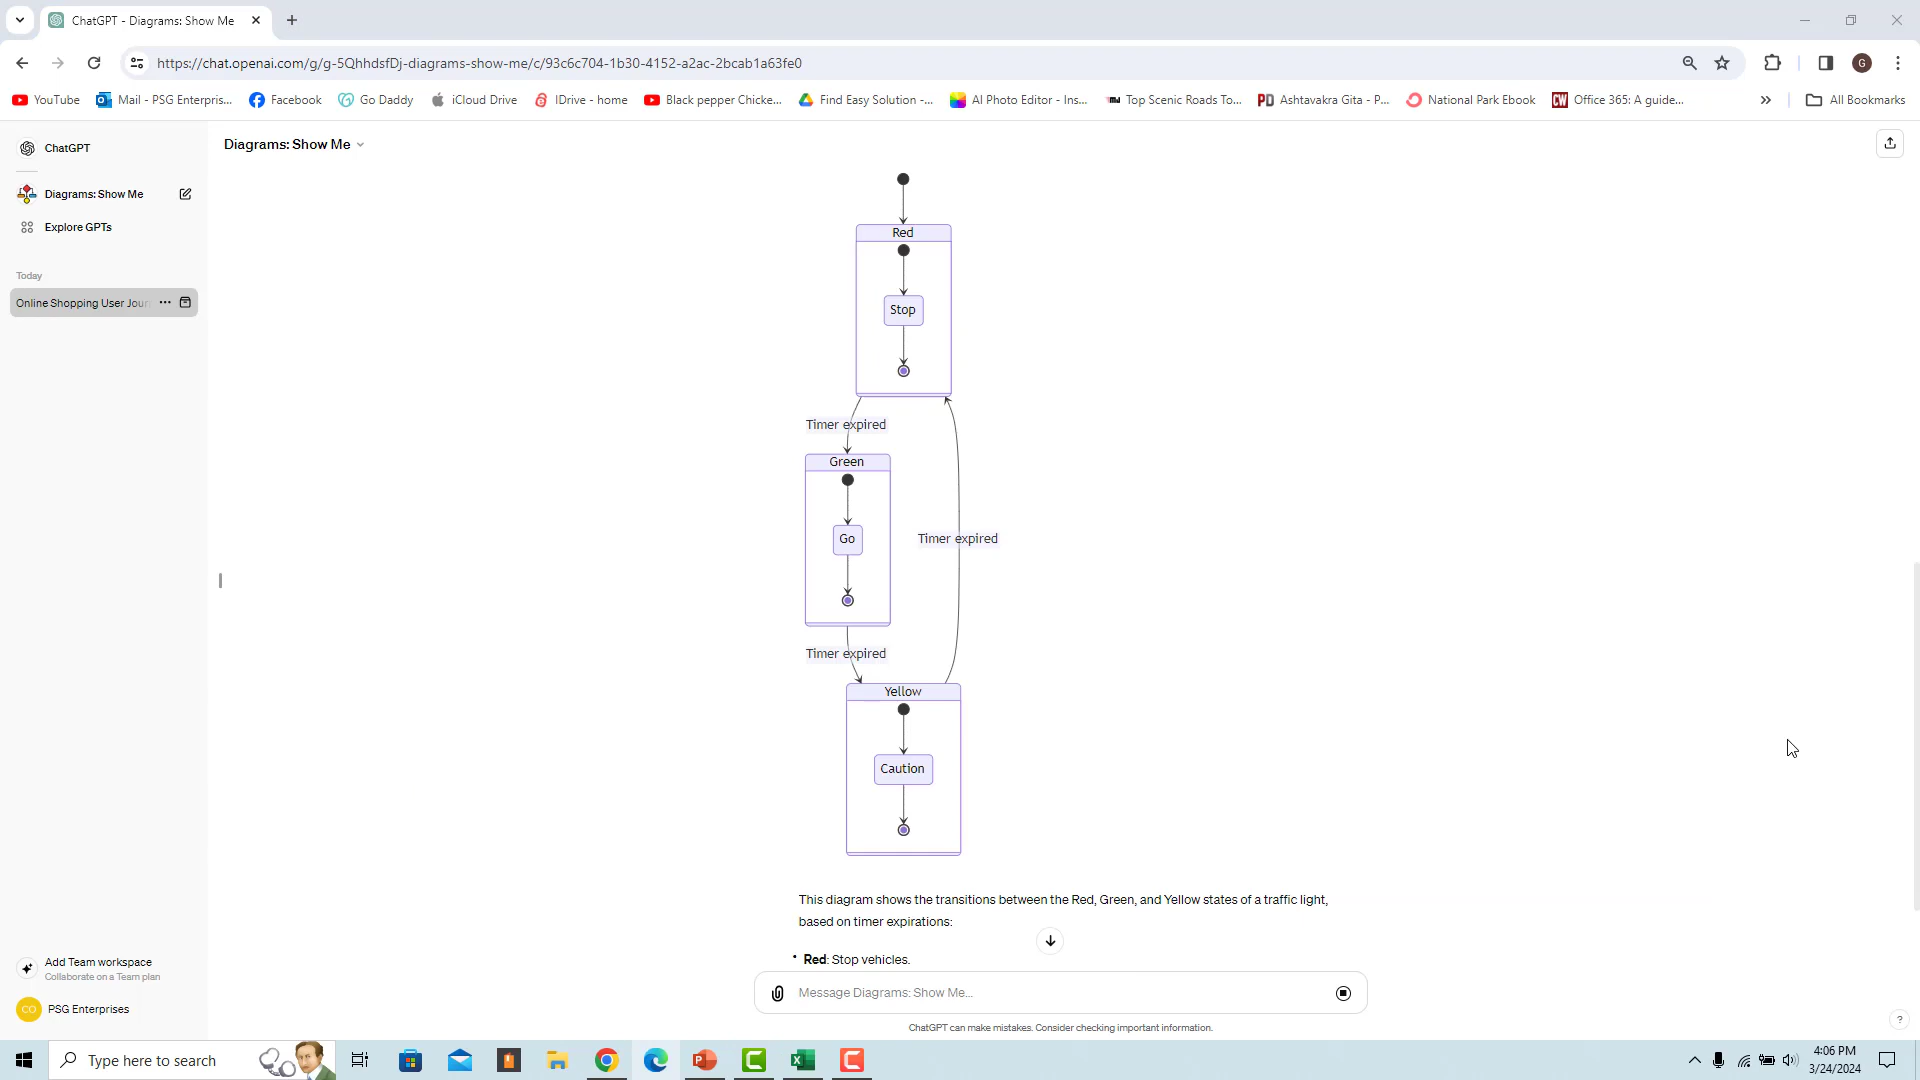 ChatGPT - Diagrams: Show Me
https://chat.openai.com/g/g-5QhhdsfDj-diagrams-show-me/c/93c6c704-1b30-4152-a2ac-2bcab1a63fe0
G
YouTube
Mail - PSG Enterpris...
Facebook
Go Daddy
iCloud Drive
IDrive - home
Black pepper Chicke...
Find Easy Solution -...
AI Photo Editor - Ins...
Top Scenic Roads To...
PD Ashtavakra Gita - P...
National Park Ebook
CW Office 365: A guide...
All Bookmarks
ChatGPT
Diagrams: Show Me
Diagrams: Show Me
Explore GPTs
Today
Online Shopping User Jour
Red
Stop
Timer expired
Green
Go
Timer expired
Timer expired
Yellow
Caution
This diagram shows the transitions between the Red, Green, and Yellow states of a traffic light,
based on timer expirations:
• Red: Stop vehicles.
Add Team workspace
Collaborate on a Team plan
CO PSG Enterprises
Message Diagrams: Show Me...
ChatGPT can make mistakes. Consider checking important information.
?
Type here to search
4:06 PM
3/24/2024